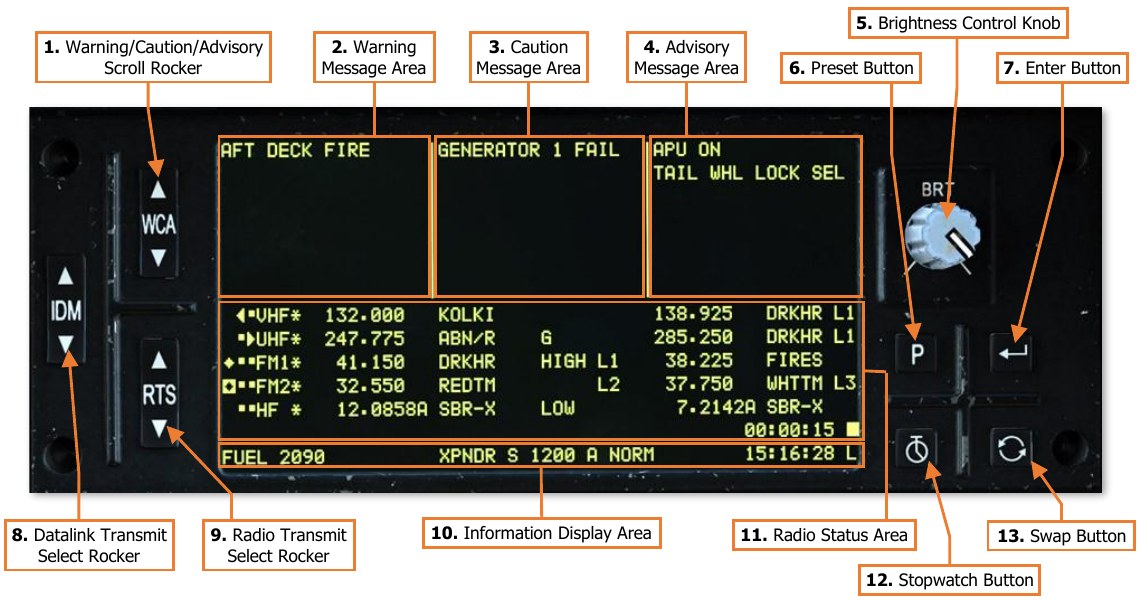 5. Brightness Control Knob
1. Warning/Caution/Advisory
Scroll Rocker
2. Warning
Message Area
3. Caution
Message Area
4. Advisory
Message Area
6. Preset Button
7. Enter Button
AFT DECK FIRE
GENERATOR 1 FAIL
APU ON
TAIL WHL LOCK SEL
BRT
WCA
IDM
RTS
P
VHF* 132.000 KOLKI 138.925 DRKHR L1
UHF* 247.775 ABN/R G 285.250 DRKHR L1
FM1* 41.150 DRKHR HIGH L1 38.225 FIRES
FM2* 32.550 REDTM L2 37.750 WHTTM L3
HF * 12.0858A SBR-X LOW 7.2142A SBR-X
00:00:15
FUEL 2090 XPNDR S 1200 A NORM 15:16:28 L
8. Datalink Transmit
Select Rocker
9. Radio Transmit
Select Rocker
10. Information Display Area
11. Radio Status Area
13. Swap Button
12. Stopwatch Button